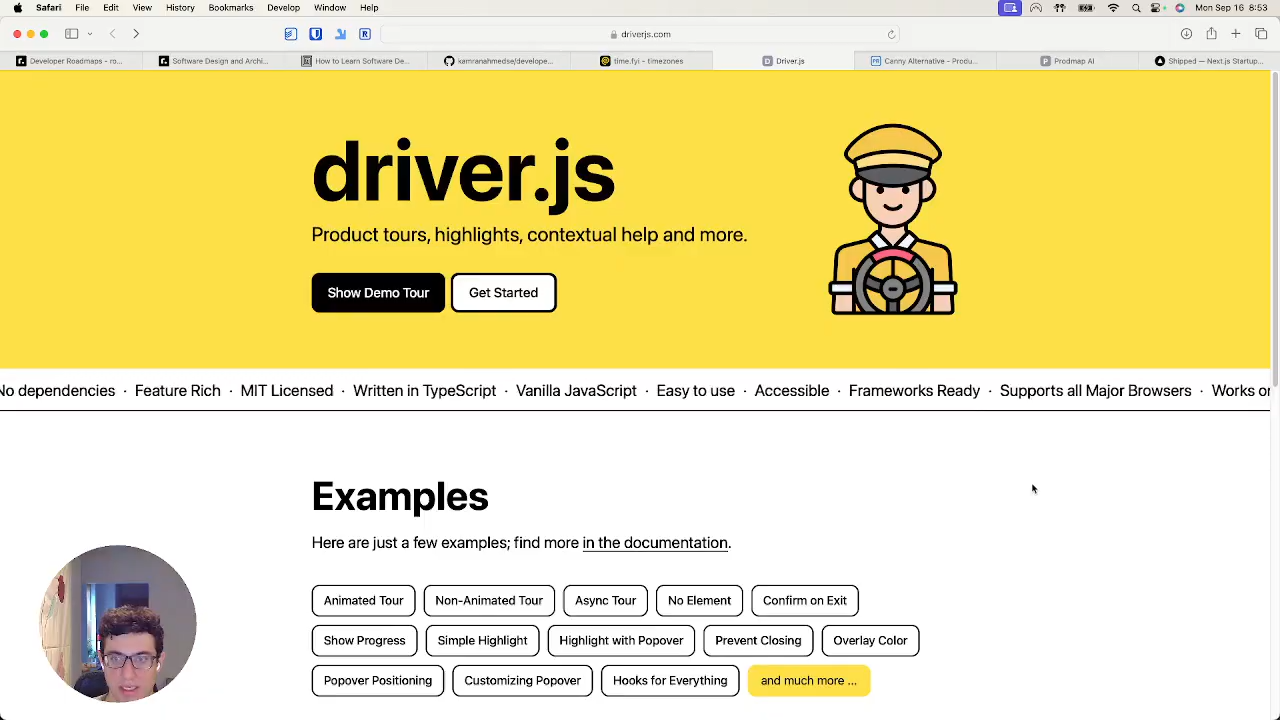 Safari File Edit View History Bookmarks Develop Window Help Mon Sep 16 8:53
driverjs.com
Developer Roadmaps - ro...
Software Design and Archi...
How to Learn Software De...
kamranahmedse/develope...
time.fyi - timezones
Driver.js
Canny Alternative - Produ...
Prodmap AI
Shipped — Next.js Startup...
driver.js
Product tours, highlights, contextual help and more.
Show Demo Tour Get Started
No dependencies · Feature Rich · MIT Licensed · Written in TypeScript · Vanilla JavaScript · Easy to use · Accessible · Frameworks Ready · Supports all Major Browsers · Works
Examples
Here are just a few examples; find more in the documentation.
Animated Tour Non-Animated Tour Async Tour No Element Confirm on Exit
Show Progress Simple Highlight Highlight with Popover Prevent Closing Overlay Color
Popover Positioning Customizing Popover Hooks for Everything and much more ...